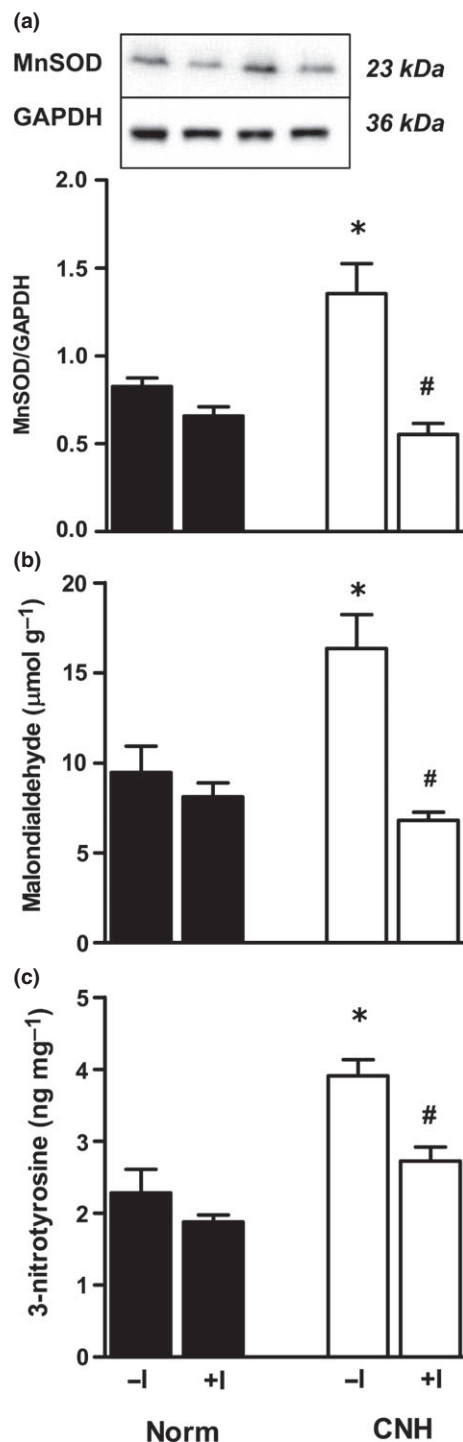 (a)
MnSOD 23 kDa
GAPDH 36 kDa
2.0
*
1.5
MnSOD/GAPDH
1.0
#
0.5
0.0
(b)
20
*
15
Malondialdehyde (μmol g⁻¹)
10
#
5
0
(c)
5
*
4
3-nitrotyrosine (ng mg⁻¹)
#
3
2
1
0
–I +I –I +I
Norm CNH